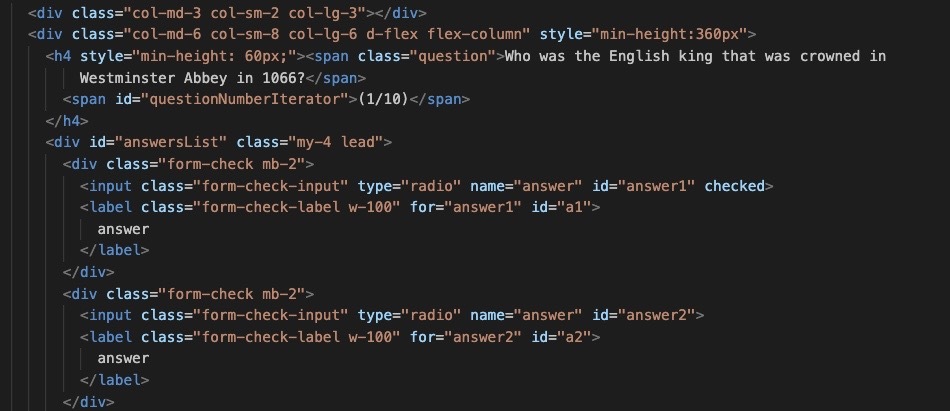 <div class="col-md-3 col-sm-2 col-lg-3"></div>
<div class="col-md-6 col-sm-8 col-lg-6 d-flex flex-column" style="min-height:360px">
<h4 style="min-height: 60px;"><span class="question">Who was the English king that was crowned in
Westminster Abbey in 1066?</span>
<span id="questionNumberIterator">(1/10)</span>
</h4>
<div id="answersList" class="my-4 lead">
<div class="form-check mb-2">
<input class="form-check-input" type="radio" name="answer" id="answer1" checked>
<label class="form-check-label w-100" for="answer1" id="a1">
answer
</label>
</div>
<div class="form-check mb-2">
<input class="form-check-input" type="radio" name="answer" id="answer2">
<label class="form-check-label w-100" for="answer2" id="a2">
answer
</label>
</div>